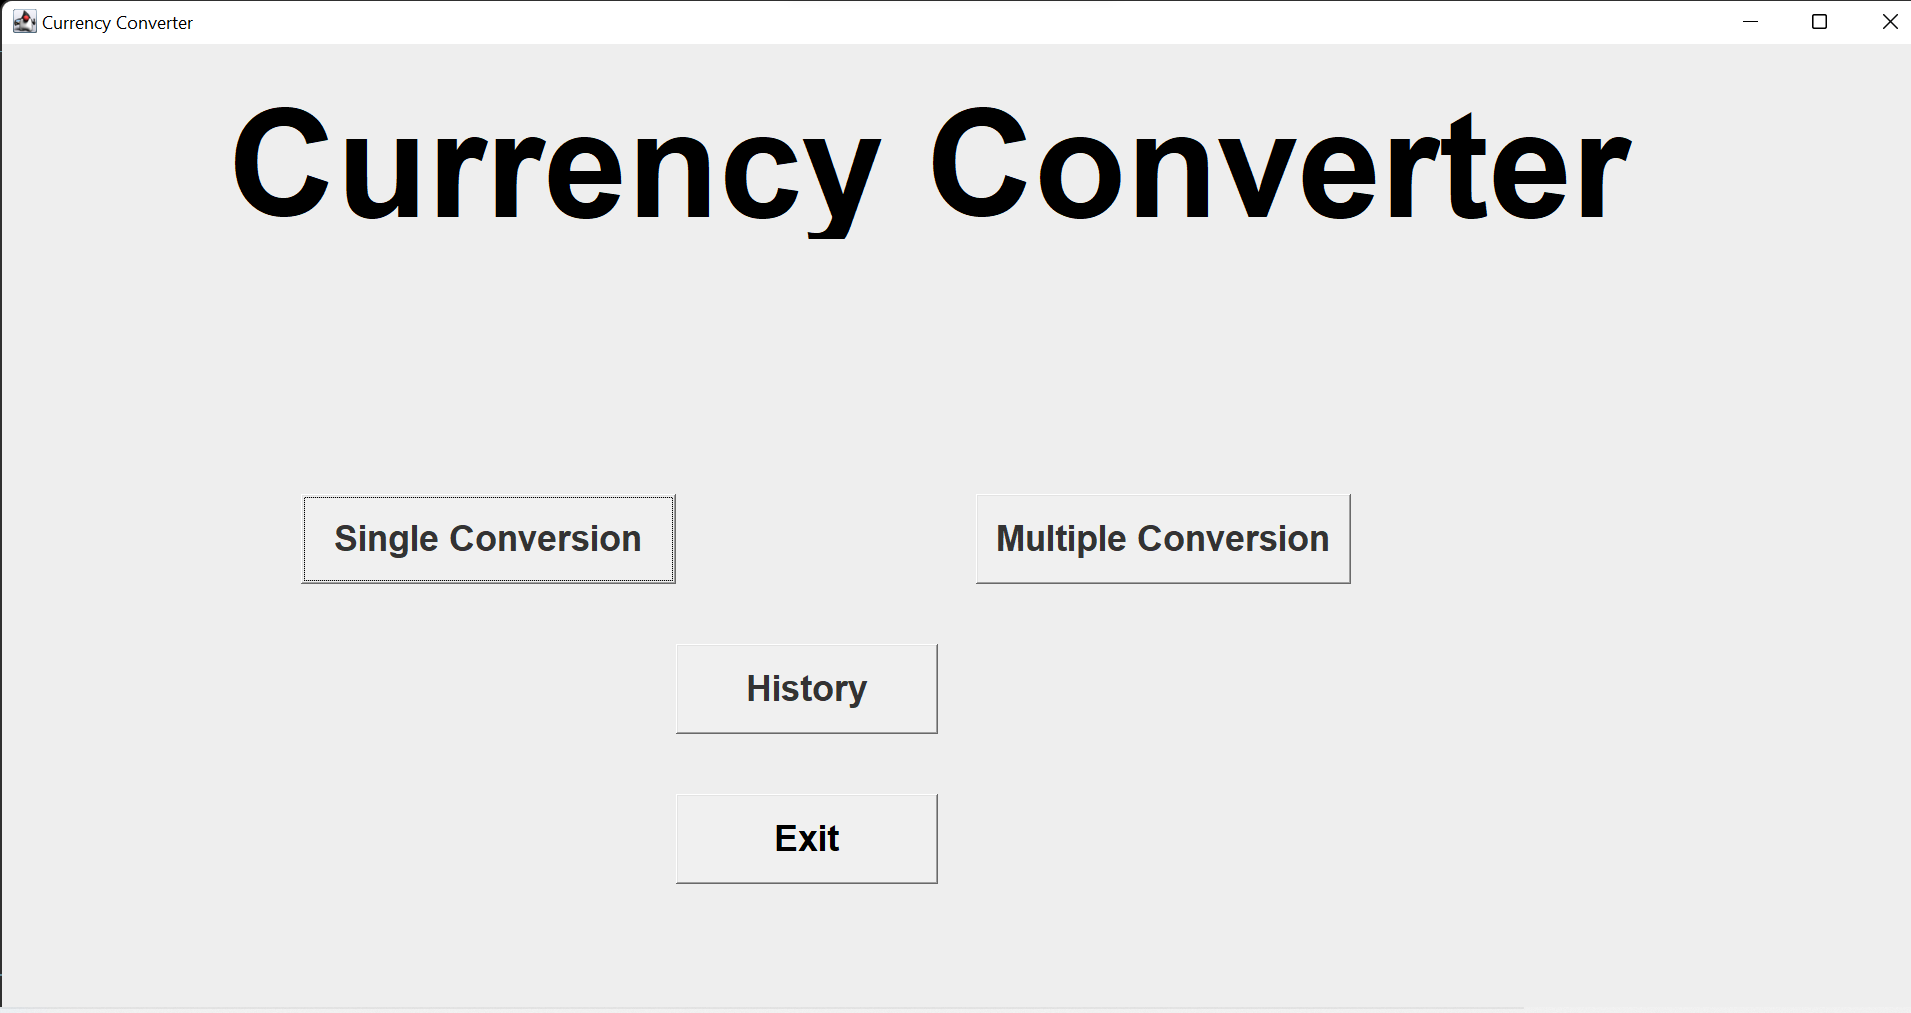 Currency Converter
Currency Converter
Single Conversion
Multiple Conversion
History
Exit